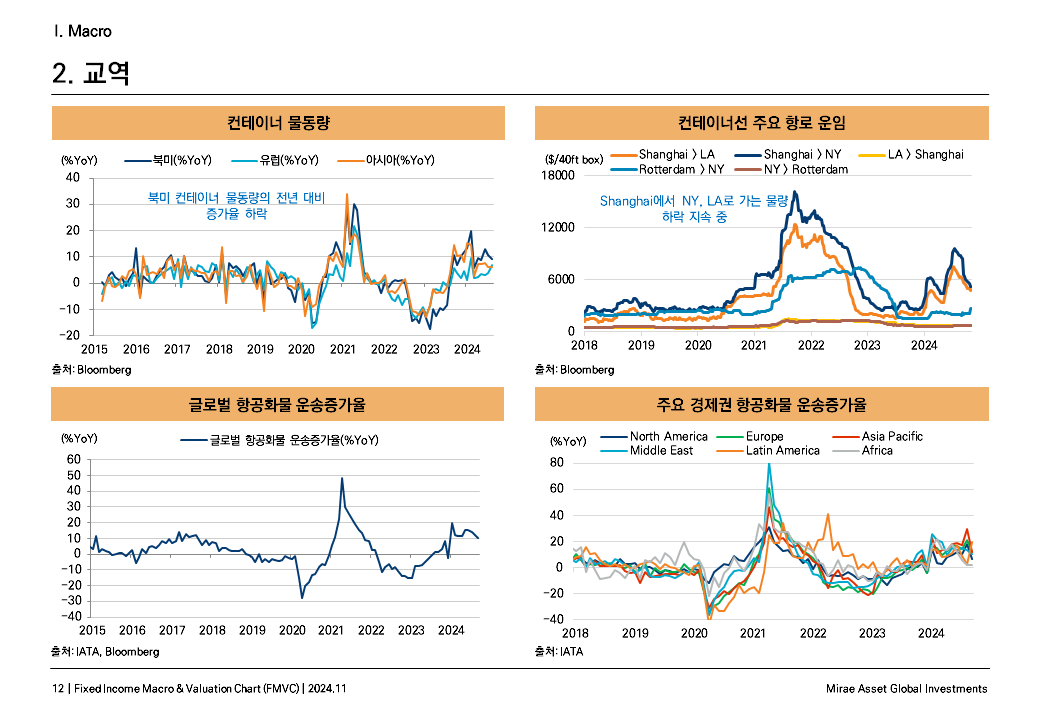 I. Macro
2. 교역
컨테이너 물동량
(%YoY) 북미(%YoY) 유럽(%YoY) 아시아(%YoY)
북미 컨테이너 물동량의 전년 대비
증가율 하락
40
30
20
10
0
-10
-20
2015 2016 2017 2018 2019 2020 2021 2022 2023 2024
출처: Bloomberg
컨테이너선 주요 항로 운임
($/40ft box) Shanghai > LA Shanghai > NY LA > Shanghai
Rotterdam > NY NY > Rotterdam
Shanghai에서 NY, LA로 가는 물량
하락 지속 중
18000
12000
6000
0
2018 2019 2020 2021 2022 2023 2024
출처: Bloomberg
글로벌 항공화물 운송증가율
(%YoY) 글로벌 항공화물 운송증가율(%YoY)
60
50
40
30
20
10
0
-10
-20
-30
-40
2015 2016 2017 2018 2019 2020 2021 2022 2023 2024
출처: IATA, Bloomberg
주요 경제권 항공화물 운송증가율
(%YoY) North America Europe Asia Pacific
Middle East Latin America Africa
80
60
40
20
0
-20
-40
2018 2019 2020 2021 2022 2023 2024
출처: IATA
12 | Fixed Income Macro & Valuation Chart (FMVC) | 2024.11
Mirae Asset Global Investments